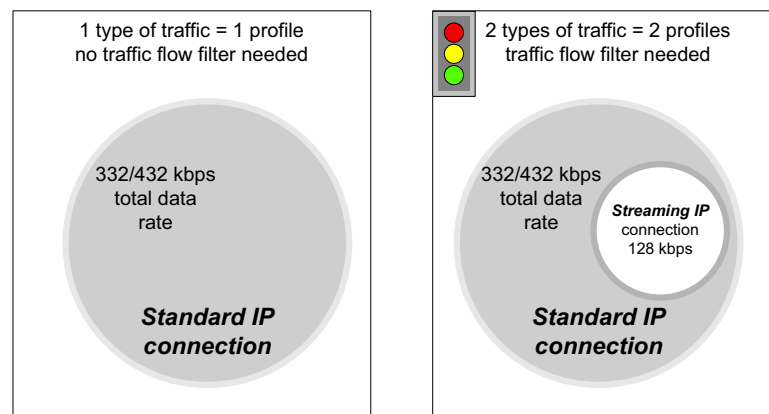 1 type of traffic = 1 profile
no traffic flow filter needed
332/432 kbps
total data
rate
Standard IP
connection
2 types of traffic = 2 profiles
traffic flow filter needed
332/432 kbps
total data
rate
Streaming IP
connection
128 kbps
Standard IP
connection